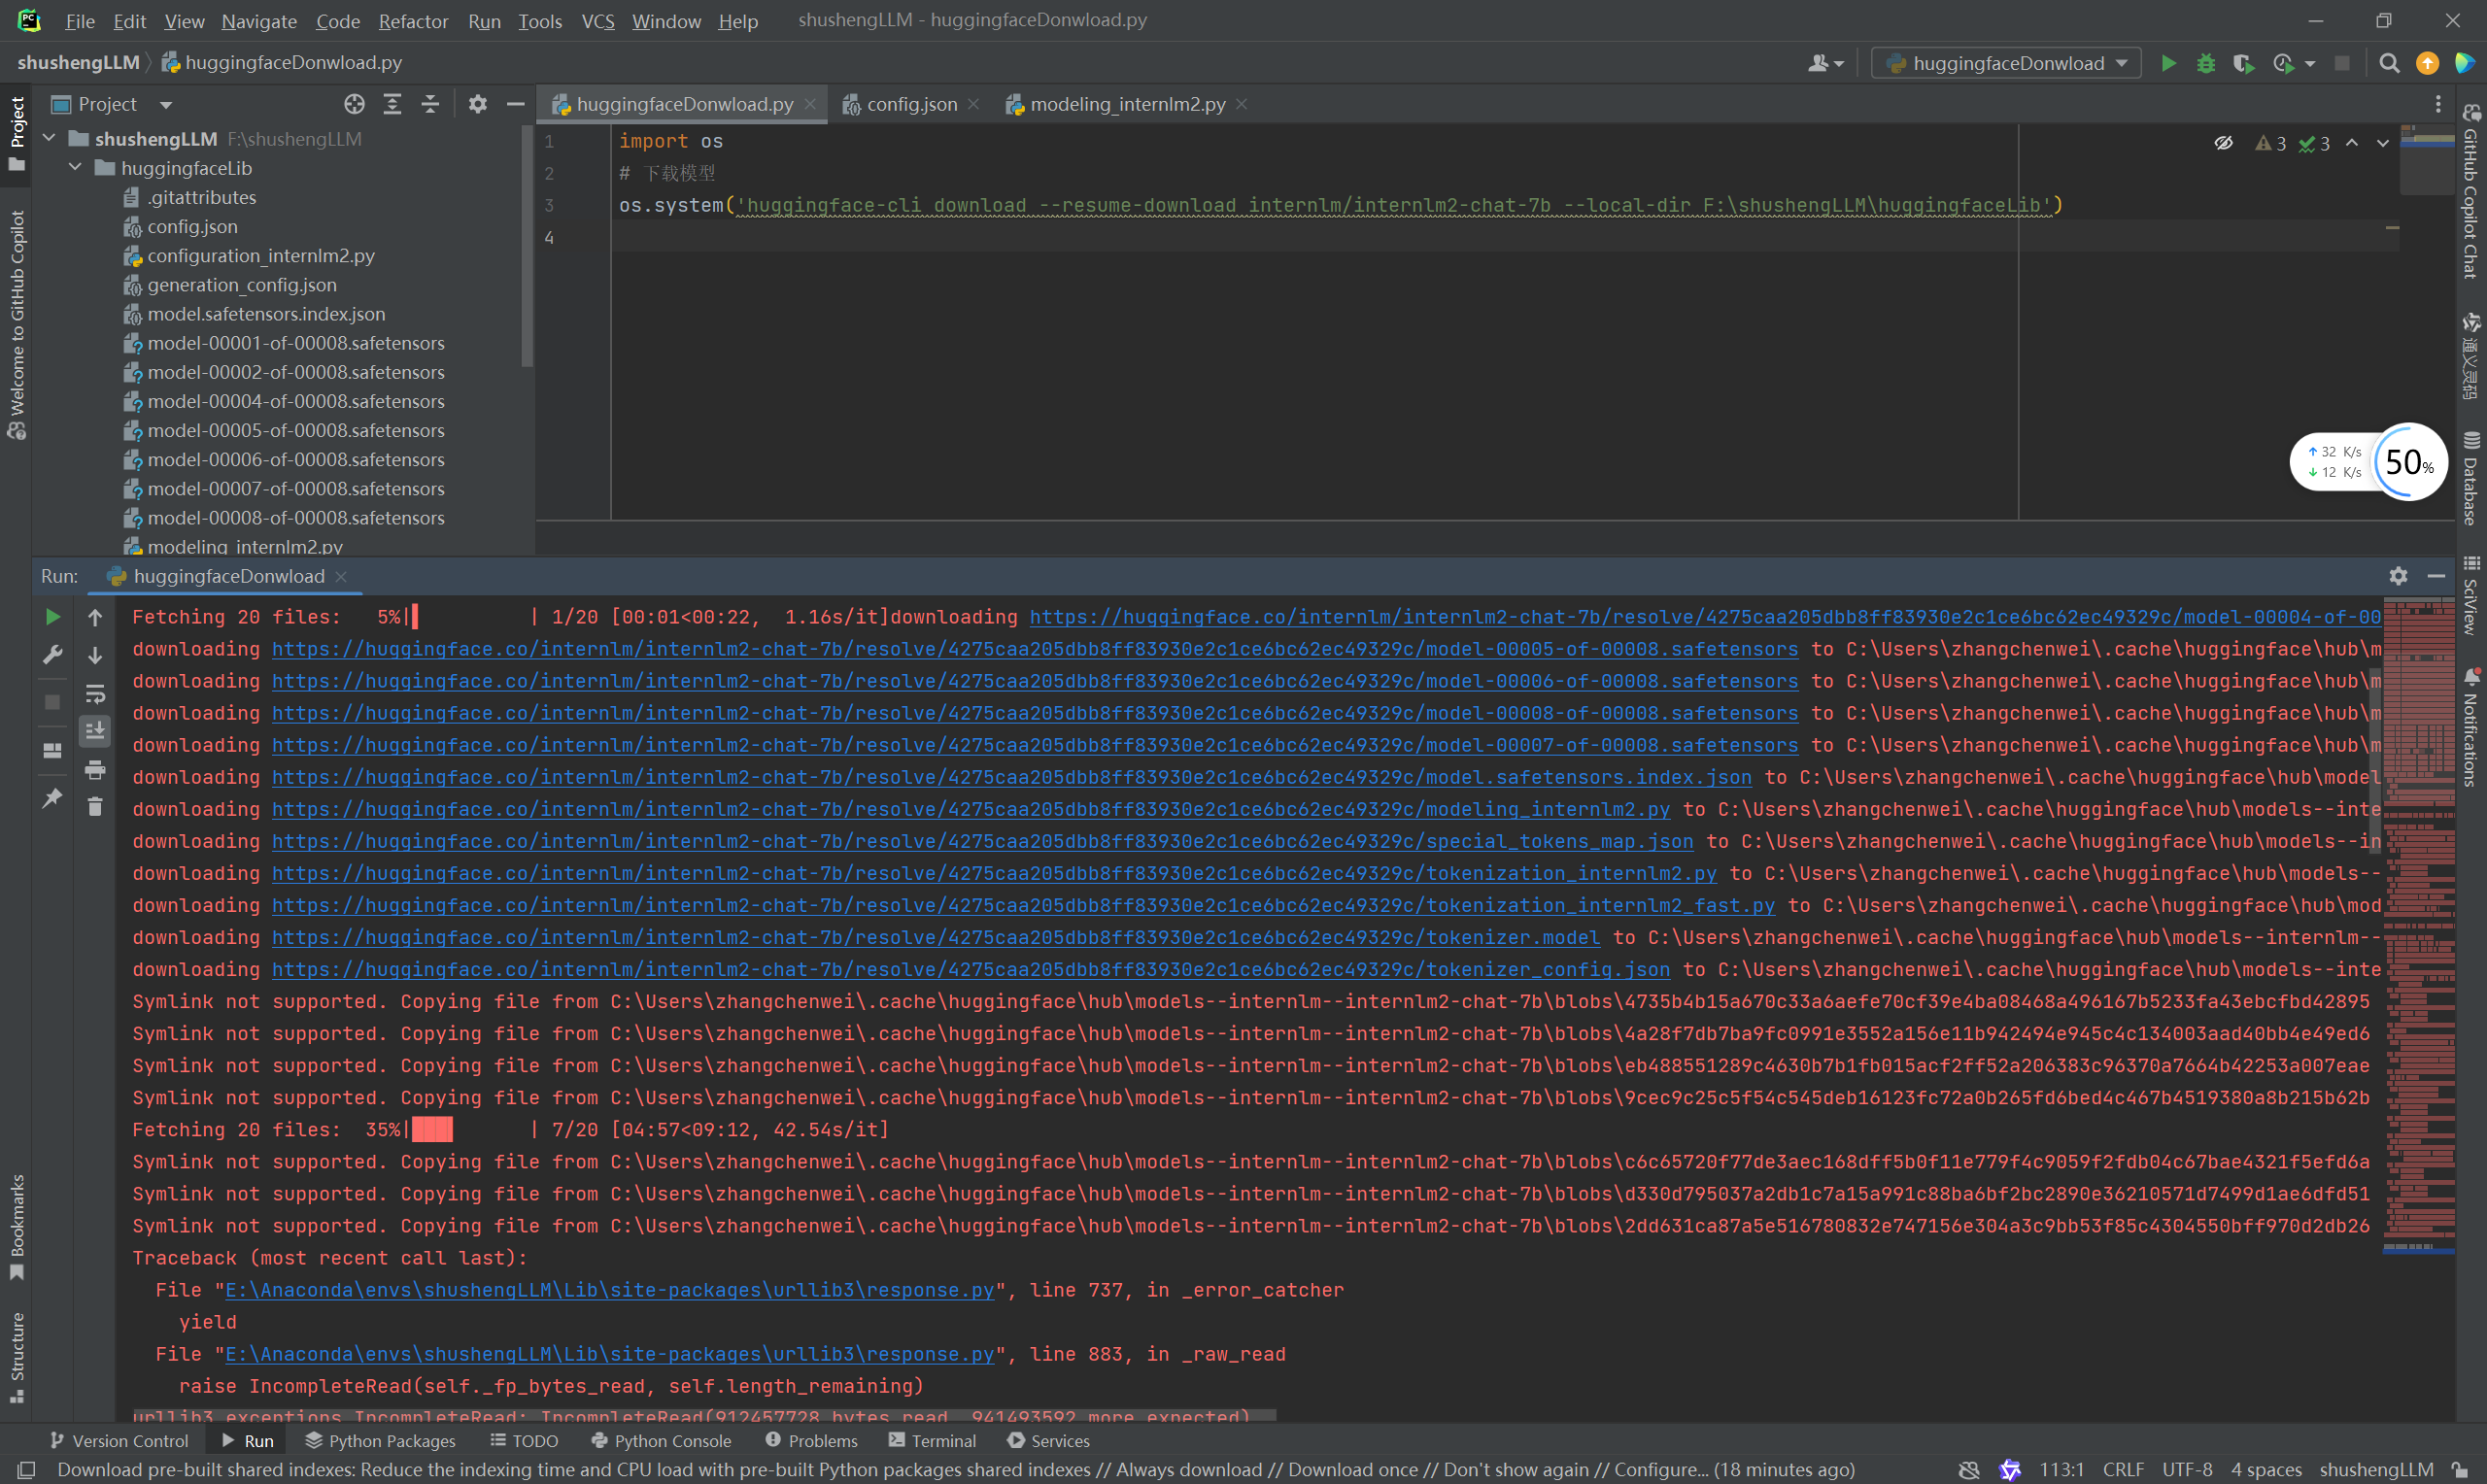 File Edit View Navigate Code Refactor Run Tools VCS Window Help shushengLLM - huggingfaceDonwload.py
shushengLLM huggingfaceDonwload.py huggingfaceDonwload
Project
huggingfaceDonwload.py config.json modeling_internlm2.py
shushengLLM F:\shushengLLM
huggingfaceLib
.gitattributes
config.json
configuration_internlm2.py
generation_config.json
model.safetensors.index.json
model-00001-of-00008.safetensors
model-00002-of-00008.safetensors
model-00004-of-00008.safetensors
model-00005-of-00008.safetensors
model-00006-of-00008.safetensors
model-00007-of-00008.safetensors
model-00008-of-00008.safetensors
modeling_internlm2.py
1 import os
2 # 下载模型
3 os.system('huggingface-cli download --resume-download internlm/internlm2-chat-7b --local-dir F:\shushengLLM\huggingfaceLib')
4
3 3
32 K/s
12 K/s
50%
Run: huggingfaceDonwload
Fetching 20 files: 5%| | 1/20 [00:01<00:22, 1.16s/it]downloading https://huggingface.co/internlm/internlm2-chat-7b/resolve/4275caa205dbb8ff83930e2c1ce6bc62ec49329c/model-00004-of-00
downloading https://huggingface.co/internlm/internlm2-chat-7b/resolve/4275caa205dbb8ff83930e2c1ce6bc62ec49329c/model-00005-of-00008.safetensors to C:\Users\zhangchenwei\.cache\huggingface\hub\m
downloading https://huggingface.co/internlm/internlm2-chat-7b/resolve/4275caa205dbb8ff83930e2c1ce6bc62ec49329c/model-00006-of-00008.safetensors to C:\Users\zhangchenwei\.cache\huggingface\hub\m
downloading https://huggingface.co/internlm/internlm2-chat-7b/resolve/4275caa205dbb8ff83930e2c1ce6bc62ec49329c/model-00008-of-00008.safetensors to C:\Users\zhangchenwei\.cache\huggingface\hub\m
downloading https://huggingface.co/internlm/internlm2-chat-7b/resolve/4275caa205dbb8ff83930e2c1ce6bc62ec49329c/model-00007-of-00008.safetensors to C:\Users\zhangchenwei\.cache\huggingface\hub\m
downloading https://huggingface.co/internlm/internlm2-chat-7b/resolve/4275caa205dbb8ff83930e2c1ce6bc62ec49329c/model.safetensors.index.json to C:\Users\zhangchenwei\.cache\huggingface\hub\model
downloading https://huggingface.co/internlm/internlm2-chat-7b/resolve/4275caa205dbb8ff83930e2c1ce6bc62ec49329c/modeling_internlm2.py to C:\Users\zhangchenwei\.cache\huggingface\hub\models--inte
downloading https://huggingface.co/internlm/internlm2-chat-7b/resolve/4275caa205dbb8ff83930e2c1ce6bc62ec49329c/special_tokens_map.json to C:\Users\zhangchenwei\.cache\huggingface\hub\models--in
downloading https://huggingface.co/internlm/internlm2-chat-7b/resolve/4275caa205dbb8ff83930e2c1ce6bc62ec49329c/tokenization_internlm2.py to C:\Users\zhangchenwei\.cache\huggingface\hub\models--
downloading https://huggingface.co/internlm/internlm2-chat-7b/resolve/4275caa205dbb8ff83930e2c1ce6bc62ec49329c/tokenization_internlm2_fast.py to C:\Users\zhangchenwei\.cache\huggingface\hub\mod
downloading https://huggingface.co/internlm/internlm2-chat-7b/resolve/4275caa205dbb8ff83930e2c1ce6bc62ec49329c/tokenizer.model to C:\Users\zhangchenwei\.cache\huggingface\hub\models--internlm--
downloading https://huggingface.co/internlm/internlm2-chat-7b/resolve/4275caa205dbb8ff83930e2c1ce6bc62ec49329c/tokenizer_config.json to C:\Users\zhangchenwei\.cache\huggingface\hub\models--inte
Symlink not supported. Copying file from C:\Users\zhangchenwei\.cache\huggingface\hub\models--internlm--internlm2-chat-7b\blobs\4735b4b15a670c33a6aefe70cf39e4ba08468a496167b5233fa43ebcfbd42895
Symlink not supported. Copying file from C:\Users\zhangchenwei\.cache\huggingface\hub\models--internlm--internlm2-chat-7b\blobs\4a28f7db7ba9fc0991e3552a156e11b942494e945c4c134003aad40bb4e49ed6
Symlink not supported. Copying file from C:\Users\zhangchenwei\.cache\huggingface\hub\models--internlm--internlm2-chat-7b\blobs\eb488551289c4630b7b1fb015acf2ff52a206383c96370a7664b42253a007eae
Symlink not supported. Copying file from C:\Users\zhangchenwei\.cache\huggingface\hub\models--internlm--internlm2-chat-7b\blobs\9cec9c25c5f54c545deb16123fc72a0b265fd6bed4c467b4519380a8b215b62b
Fetching 20 files: 35%| | 7/20 [04:57<09:12, 42.54s/it]
Symlink not supported. Copying file from C:\Users\zhangchenwei\.cache\huggingface\hub\models--internlm--internlm2-chat-7b\blobs\c6c65720f77de3aec168dff5b0f11e779f4c9059f2fdb04c67bae4321f5efd6a
Symlink not supported. Copying file from C:\Users\zhangchenwei\.cache\huggingface\hub\models--internlm--internlm2-chat-7b\blobs\d330d795037a2db1c7a15a991c88ba6bf2bc2890e36210571d7499d1ae6dfd51
Symlink not supported. Copying file from C:\Users\zhangchenwei\.cache\huggingface\hub\models--internlm--internlm2-chat-7b\blobs\2dd631ca87a5e516780832e747156e304a3c9bb53f85c4304550bff970d2db26
Traceback (most recent call last):
File "E:\Anaconda\envs\shushengLLM\Lib\site-packages\urllib3\response.py", line 737, in _error_catcher
yield
File "E:\Anaconda\envs\shushengLLM\Lib\site-packages\urllib3\response.py", line 883, in _raw_read
raise IncompleteRead(self._fp_bytes_read, self.length_remaining)
urllib3.exceptions.IncompleteRead: IncompleteRead(912457728 bytes read, 941493592 more expected)
Version Control Run Python Packages TODO Python Console Problems Terminal Services
Download pre-built shared indexes: Reduce the indexing time and CPU load with pre-built Python packages shared indexes // Always download // Download once // Don't show again // Configure... (18 minutes ago) 113:1 CRLF UTF-8 4 spaces shushengLLM
Project
Welcome to GitHub Copilot
Bookmarks
Structure
GitHub Copilot Chat
通义灵码
Database
SciView
Notifications